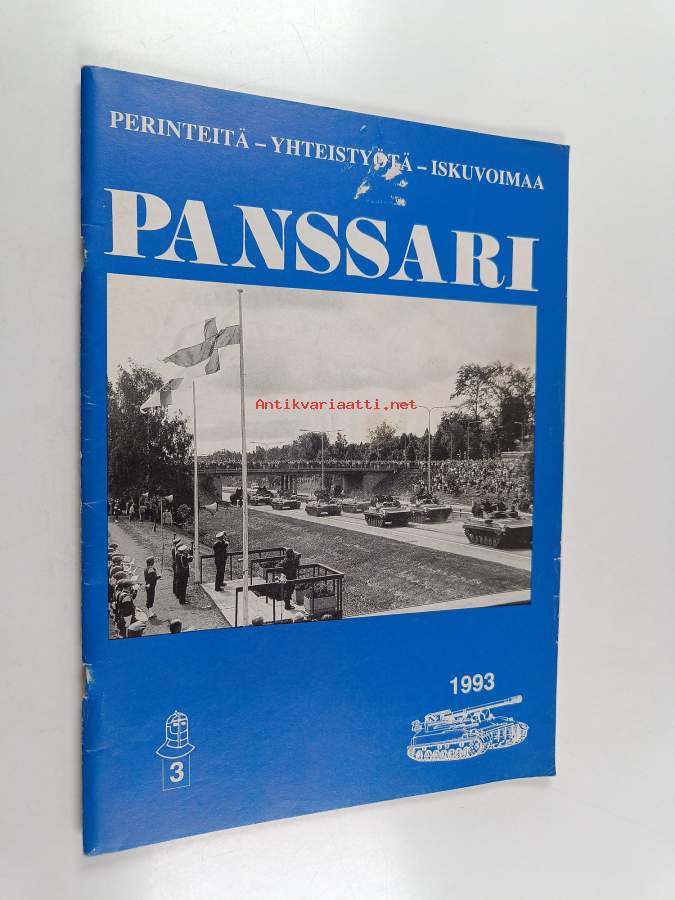 PERINTEITÄ – YHTEISTYÖTÄ – ISKUVOIMAA
PANSSARI
Antikvariaatti.net
1993
3